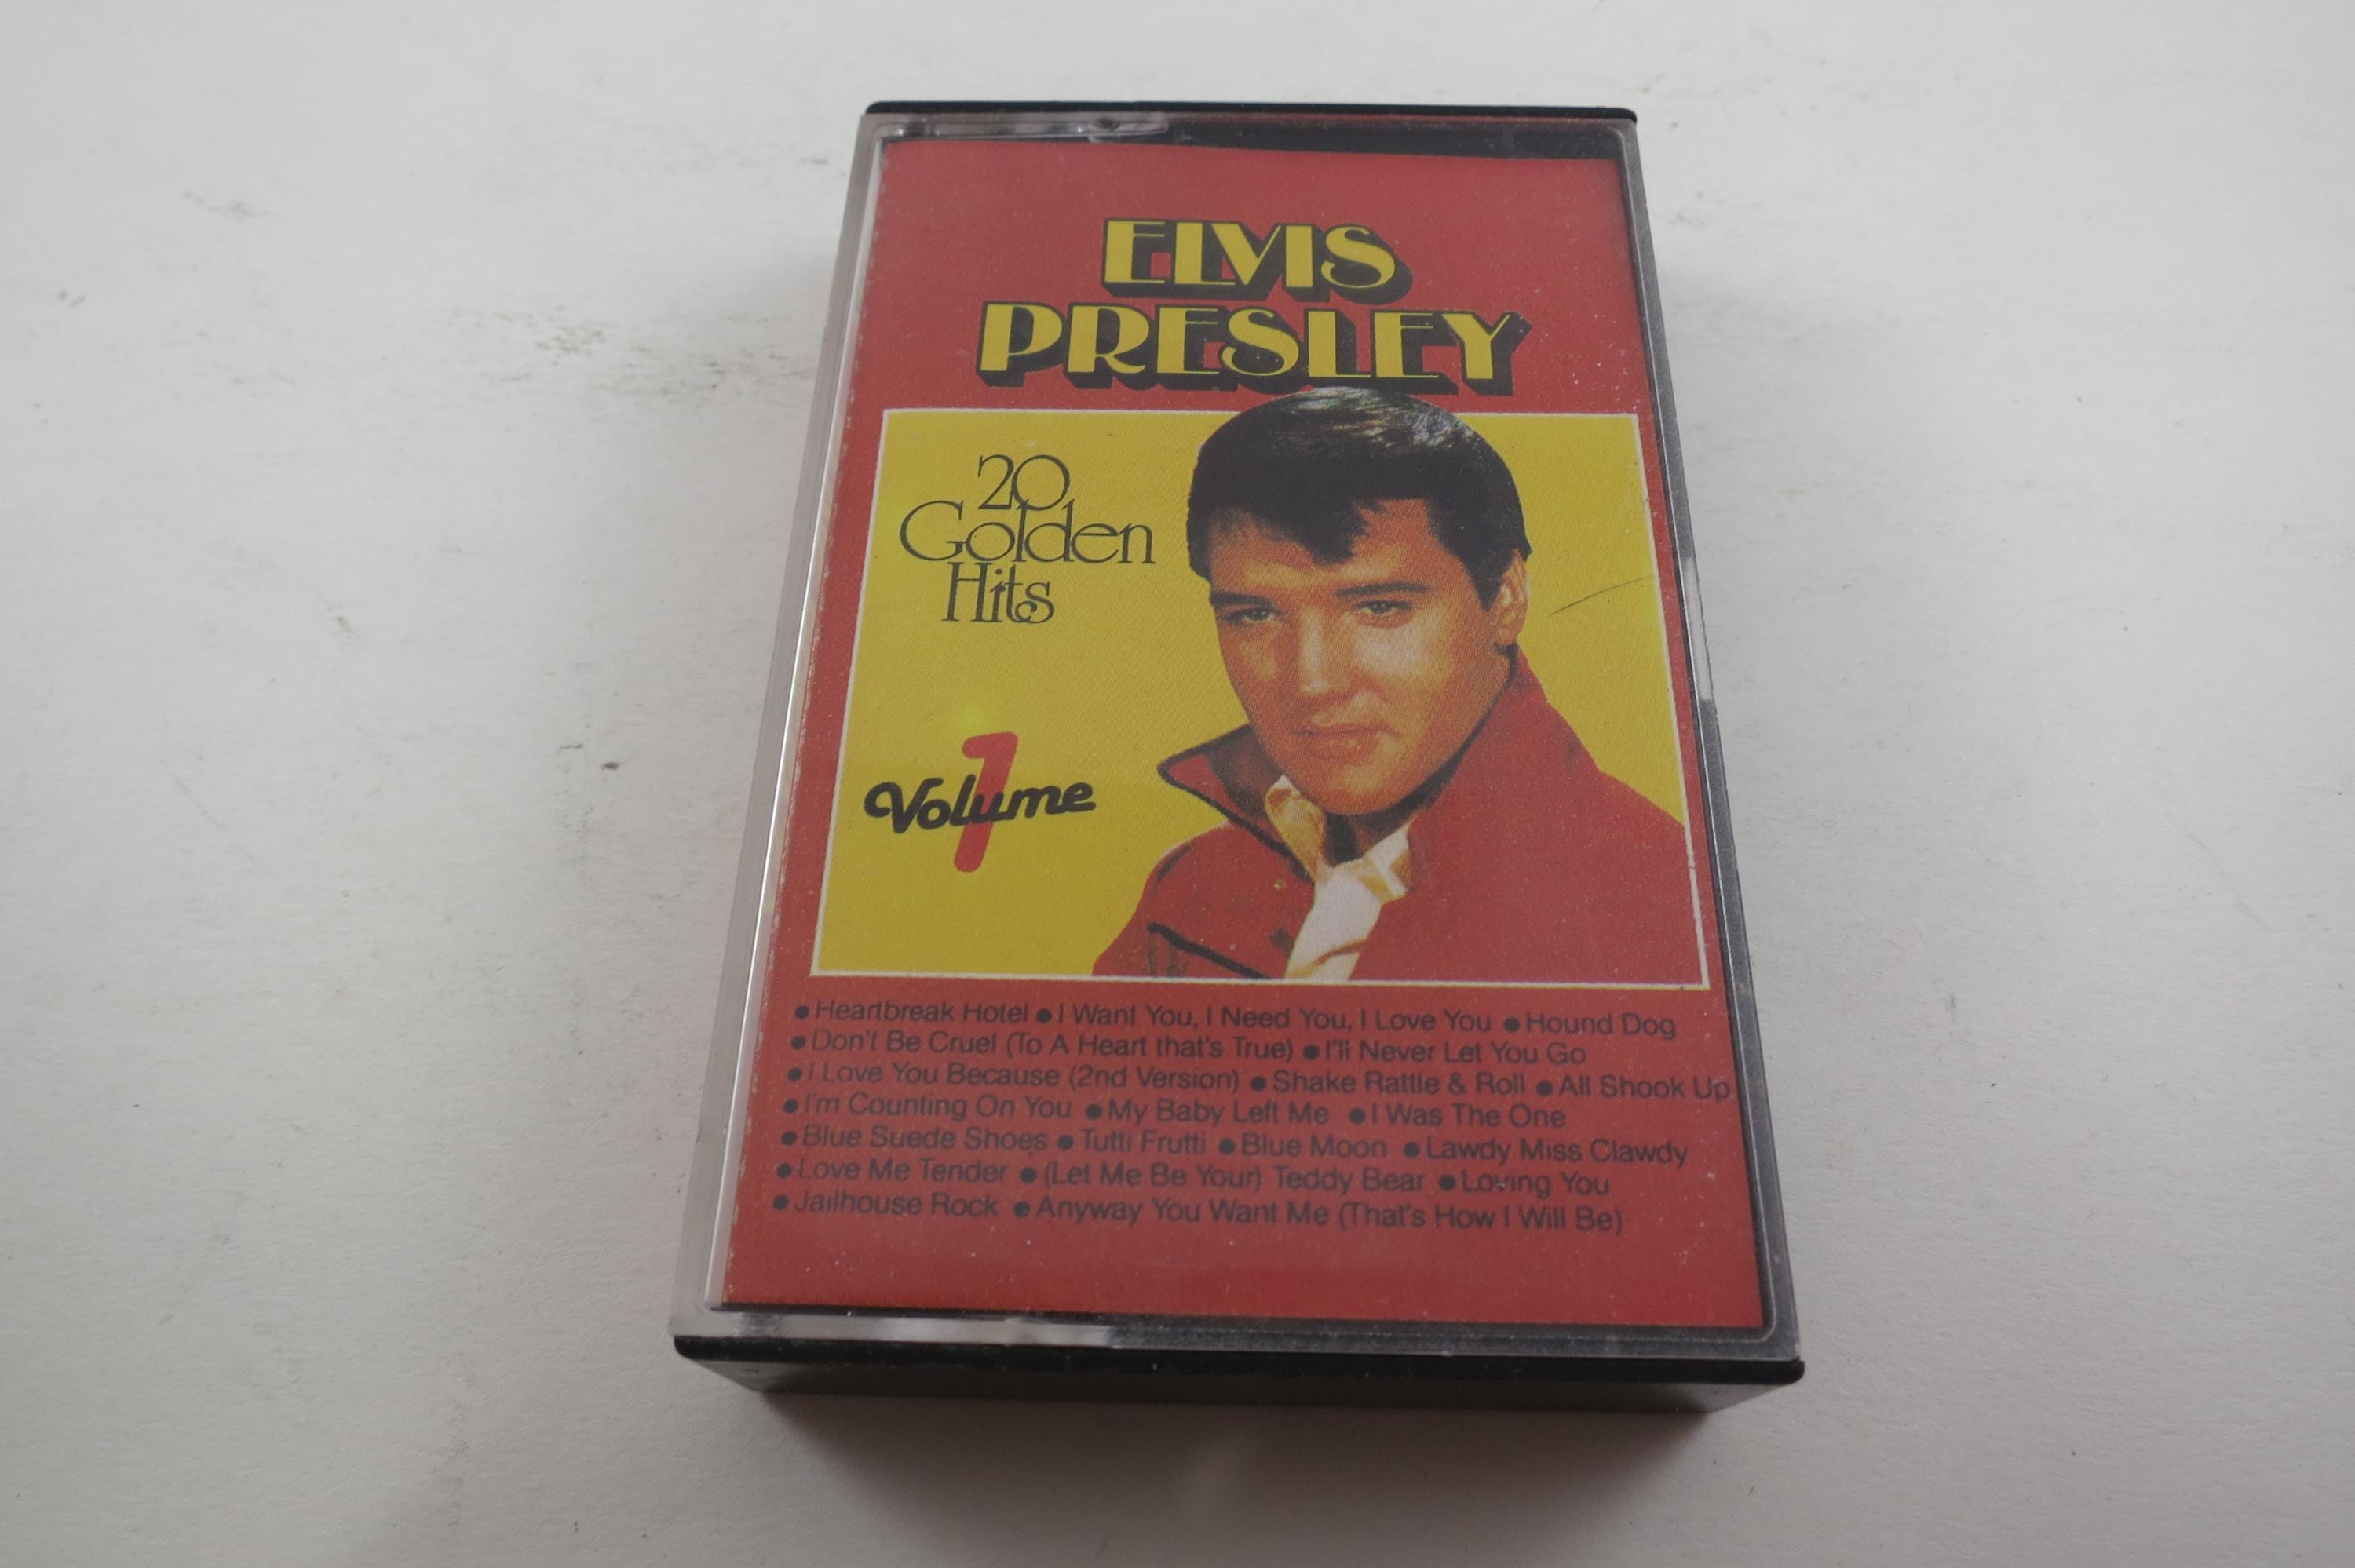 ELVIS
PRESLEY
20
Golden
Hits
Volume 1
• Heartbreak Hotel • I Want You, I Need You, I Love You • Hound Dog
• Don't Be Cruel (To A Heart that's True) • I'll Never Let You Go
• I Love You Because (2nd Version) • Shake Rattle & Roll • All Shook Up
• I'm Counting On You • My Baby Left Me • I Was The One
• Blue Suede Shoes • Tutti Frutti • Blue Moon • Lawdy Miss Clawdy
• Love Me Tender • (Let Me Be Your) Teddy Bear • Loving You
• Jailhouse Rock • Anyway You Want Me (That's How I Will Be)